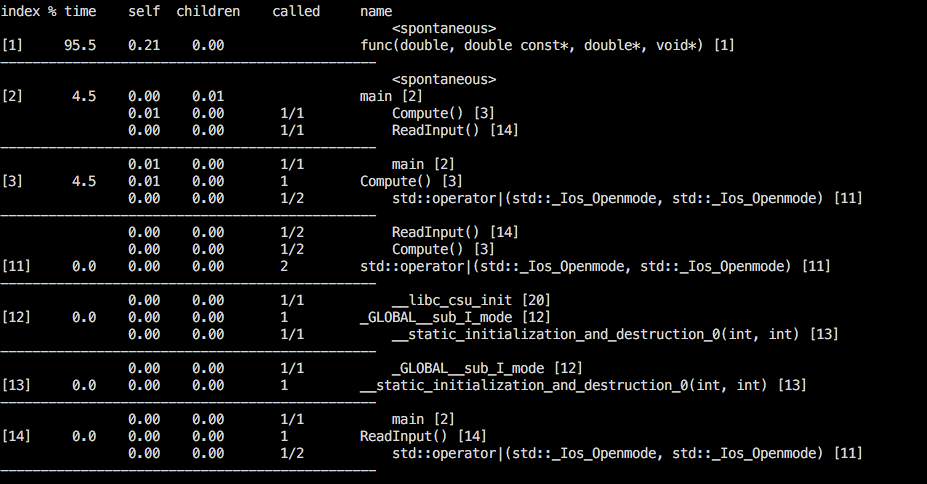 index % time    self  children    called     name
                                                 <spontaneous>
[1]     95.5    0.21    0.00                 func(double, double const*, double*, void*) [1]
-----------------------------------------------
                                                 <spontaneous>
[2]      4.5    0.00    0.01                 main [2]
                0.01    0.00       1/1           Compute() [3]
                0.00    0.00       1/1           ReadInput() [14]
-----------------------------------------------
                0.01    0.00       1/1           main [2]
[3]      4.5    0.01    0.00       1         Compute() [3]
                0.00    0.00       1/2           std::operator|(std::_Ios_Openmode, std::_Ios_Openmode) [11]
-----------------------------------------------
                0.00    0.00       1/2           ReadInput() [14]
                0.00    0.00       1/2           Compute() [3]
[11]     0.0    0.00    0.00       2         std::operator|(std::_Ios_Openmode, std::_Ios_Openmode) [11]
-----------------------------------------------
                0.00    0.00       1/1           __libc_csu_init [20]
[12]     0.0    0.00    0.00       1         _GLOBAL__sub_I_mode [12]
                0.00    0.00       1/1           __static_initialization_and_destruction_0(int, int) [13]
-----------------------------------------------
                0.00    0.00       1/1           _GLOBAL__sub_I_mode [12]
[13]     0.0    0.00    0.00       1         __static_initialization_and_destruction_0(int, int) [13]
-----------------------------------------------
                0.00    0.00       1/1           main [2]
[14]     0.0    0.00    0.00       1         ReadInput() [14]
                0.00    0.00       1/2           std::operator|(std::_Ios_Openmode, std::_Ios_Openmode) [11]
-----------------------------------------------